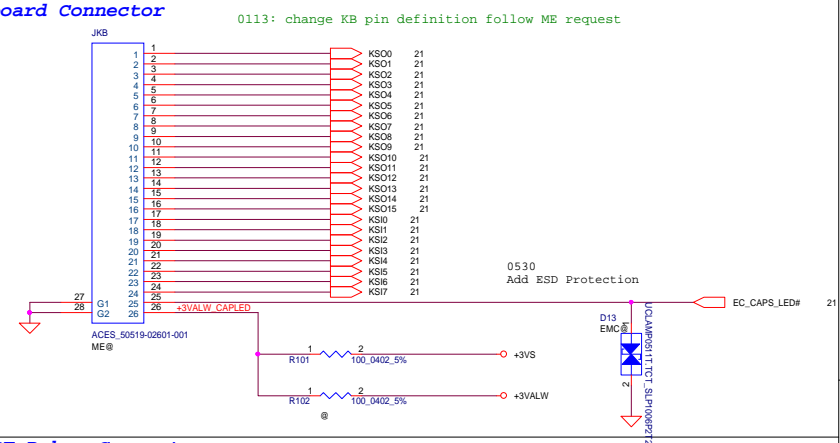 oard Connector
0113: change KB pin definition follow ME request
JKB
1 1 KSO0 21
2 2 KSO1 21
3 3 KSO2 21
4 4 KSO3 21
5 5 KSO4 21
6 6 KSO5 21
7 7 KSO6 21
8 8 KSO7 21
9 9 KSO8 21
10 10 KSO9 21
11 11 KSO10 21
12 12 KSO11 21
13 13 KSO12 21
14 14 KSO13 21
15 15 KSO14 21
16 16 KSO15 21
17 17 KSI0 21
18 18 KSI1 21
19 19 KSI2 21
20 20 KSI3 21
21 21 KSI4 21
22 22 KSI5 21
23 23 KSI6 21
24 24 KSI7 21
27 G1 25 25
28 G2 26 26 +3VALW_CAPLED
0530
Add ESD Protection
EC_CAPS_LED# 21
ACES_50519-02601-001
ME@
D13
EMC@
1
2
UCLAMP0511T.TCT_SLP1006P2T2
R101 1 2 100_0402_5% +3VS
R102 1 2 100_0402_5% +3VALW
@